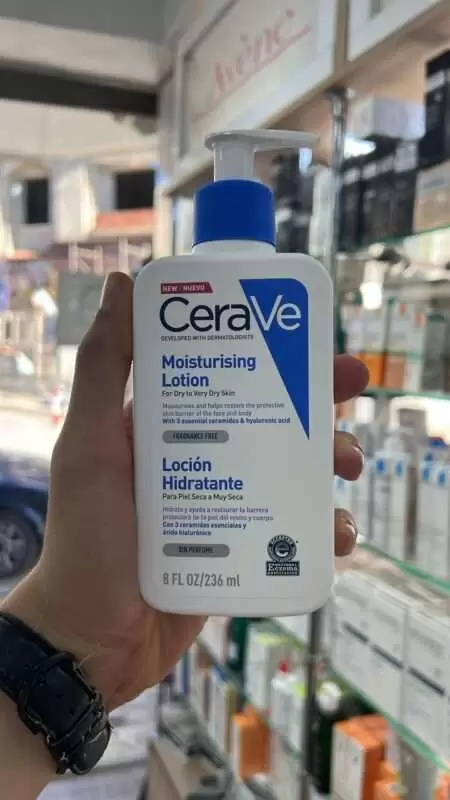 Avène
NEW | NUEVO
CeraVe
DEVELOPED WITH DERMATOLOGISTS
Moisturising
Lotion
For Dry to Very Dry Skin
Moisturises and helps restore the protective
skin barrier of the face and body
With 3 essential ceramides & hyaluronic acid
FRAGRANCE FREE
Loción
Hidratante
Para Piel Seca a Muy Seca
Hidrata y ayuda a restaurar la barrera
protectora de la piel del rostro y cuerpo
Con 3 ceramidas esenciales y
ácido hialurónico
SIN PERFUME
Eczema
8 FL OZ/236 ml